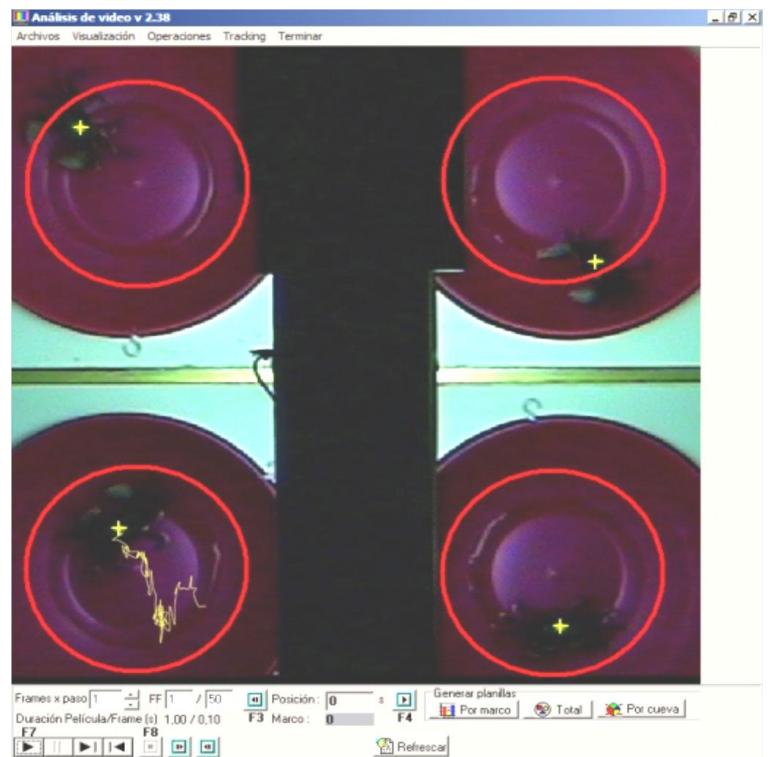 Análisis de video v 2.38
Archivos Visualización Operaciones Tracking Terminar
Frames x paso 1 FF 1 / 50 Posición: 0 s Generar planillas
Duración Película/Frame (s) 1,00 / 0,10 F3 Marco: 0 F4 Por marco Total Por cueva
F7 F8
Refrescar